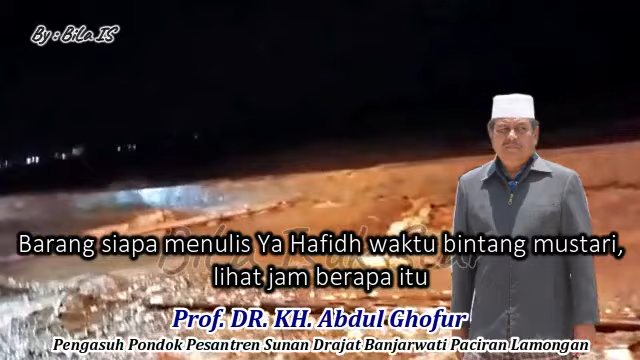 By : BiLa IS
Barang siapa menulis Ya Hafidh waktu bintang mustari,
lihat jam berapa itu
Prof. DR. KH. Abdul Ghofur
Pengasuh Pondok Pesantren Sunan Drajat Banjarwati Paciran Lamongan